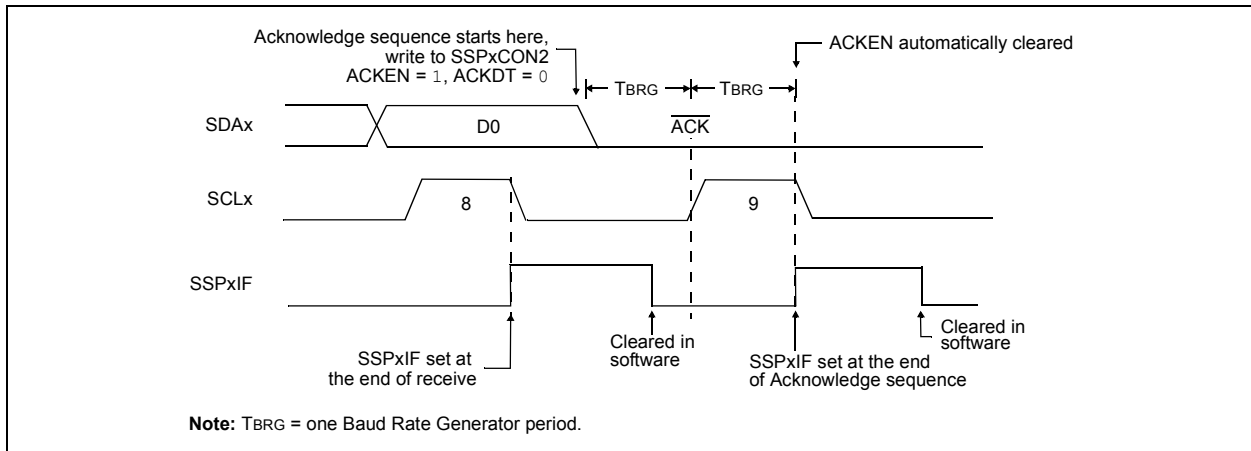 Acknowledge sequence starts here,
write to SSPxCON2
ACKEN = 1, ACKDT = 0
ACKEN automatically cleared
TBRG
TBRG
SDAx
D0
ACK
SCLx
8
9
SSPxIF
SSPxIF set at
the end of receive
Cleared in
software
SSPxIF set at the end
of Acknowledge sequence
Cleared in
software
Note: TBRG = one Baud Rate Generator period.